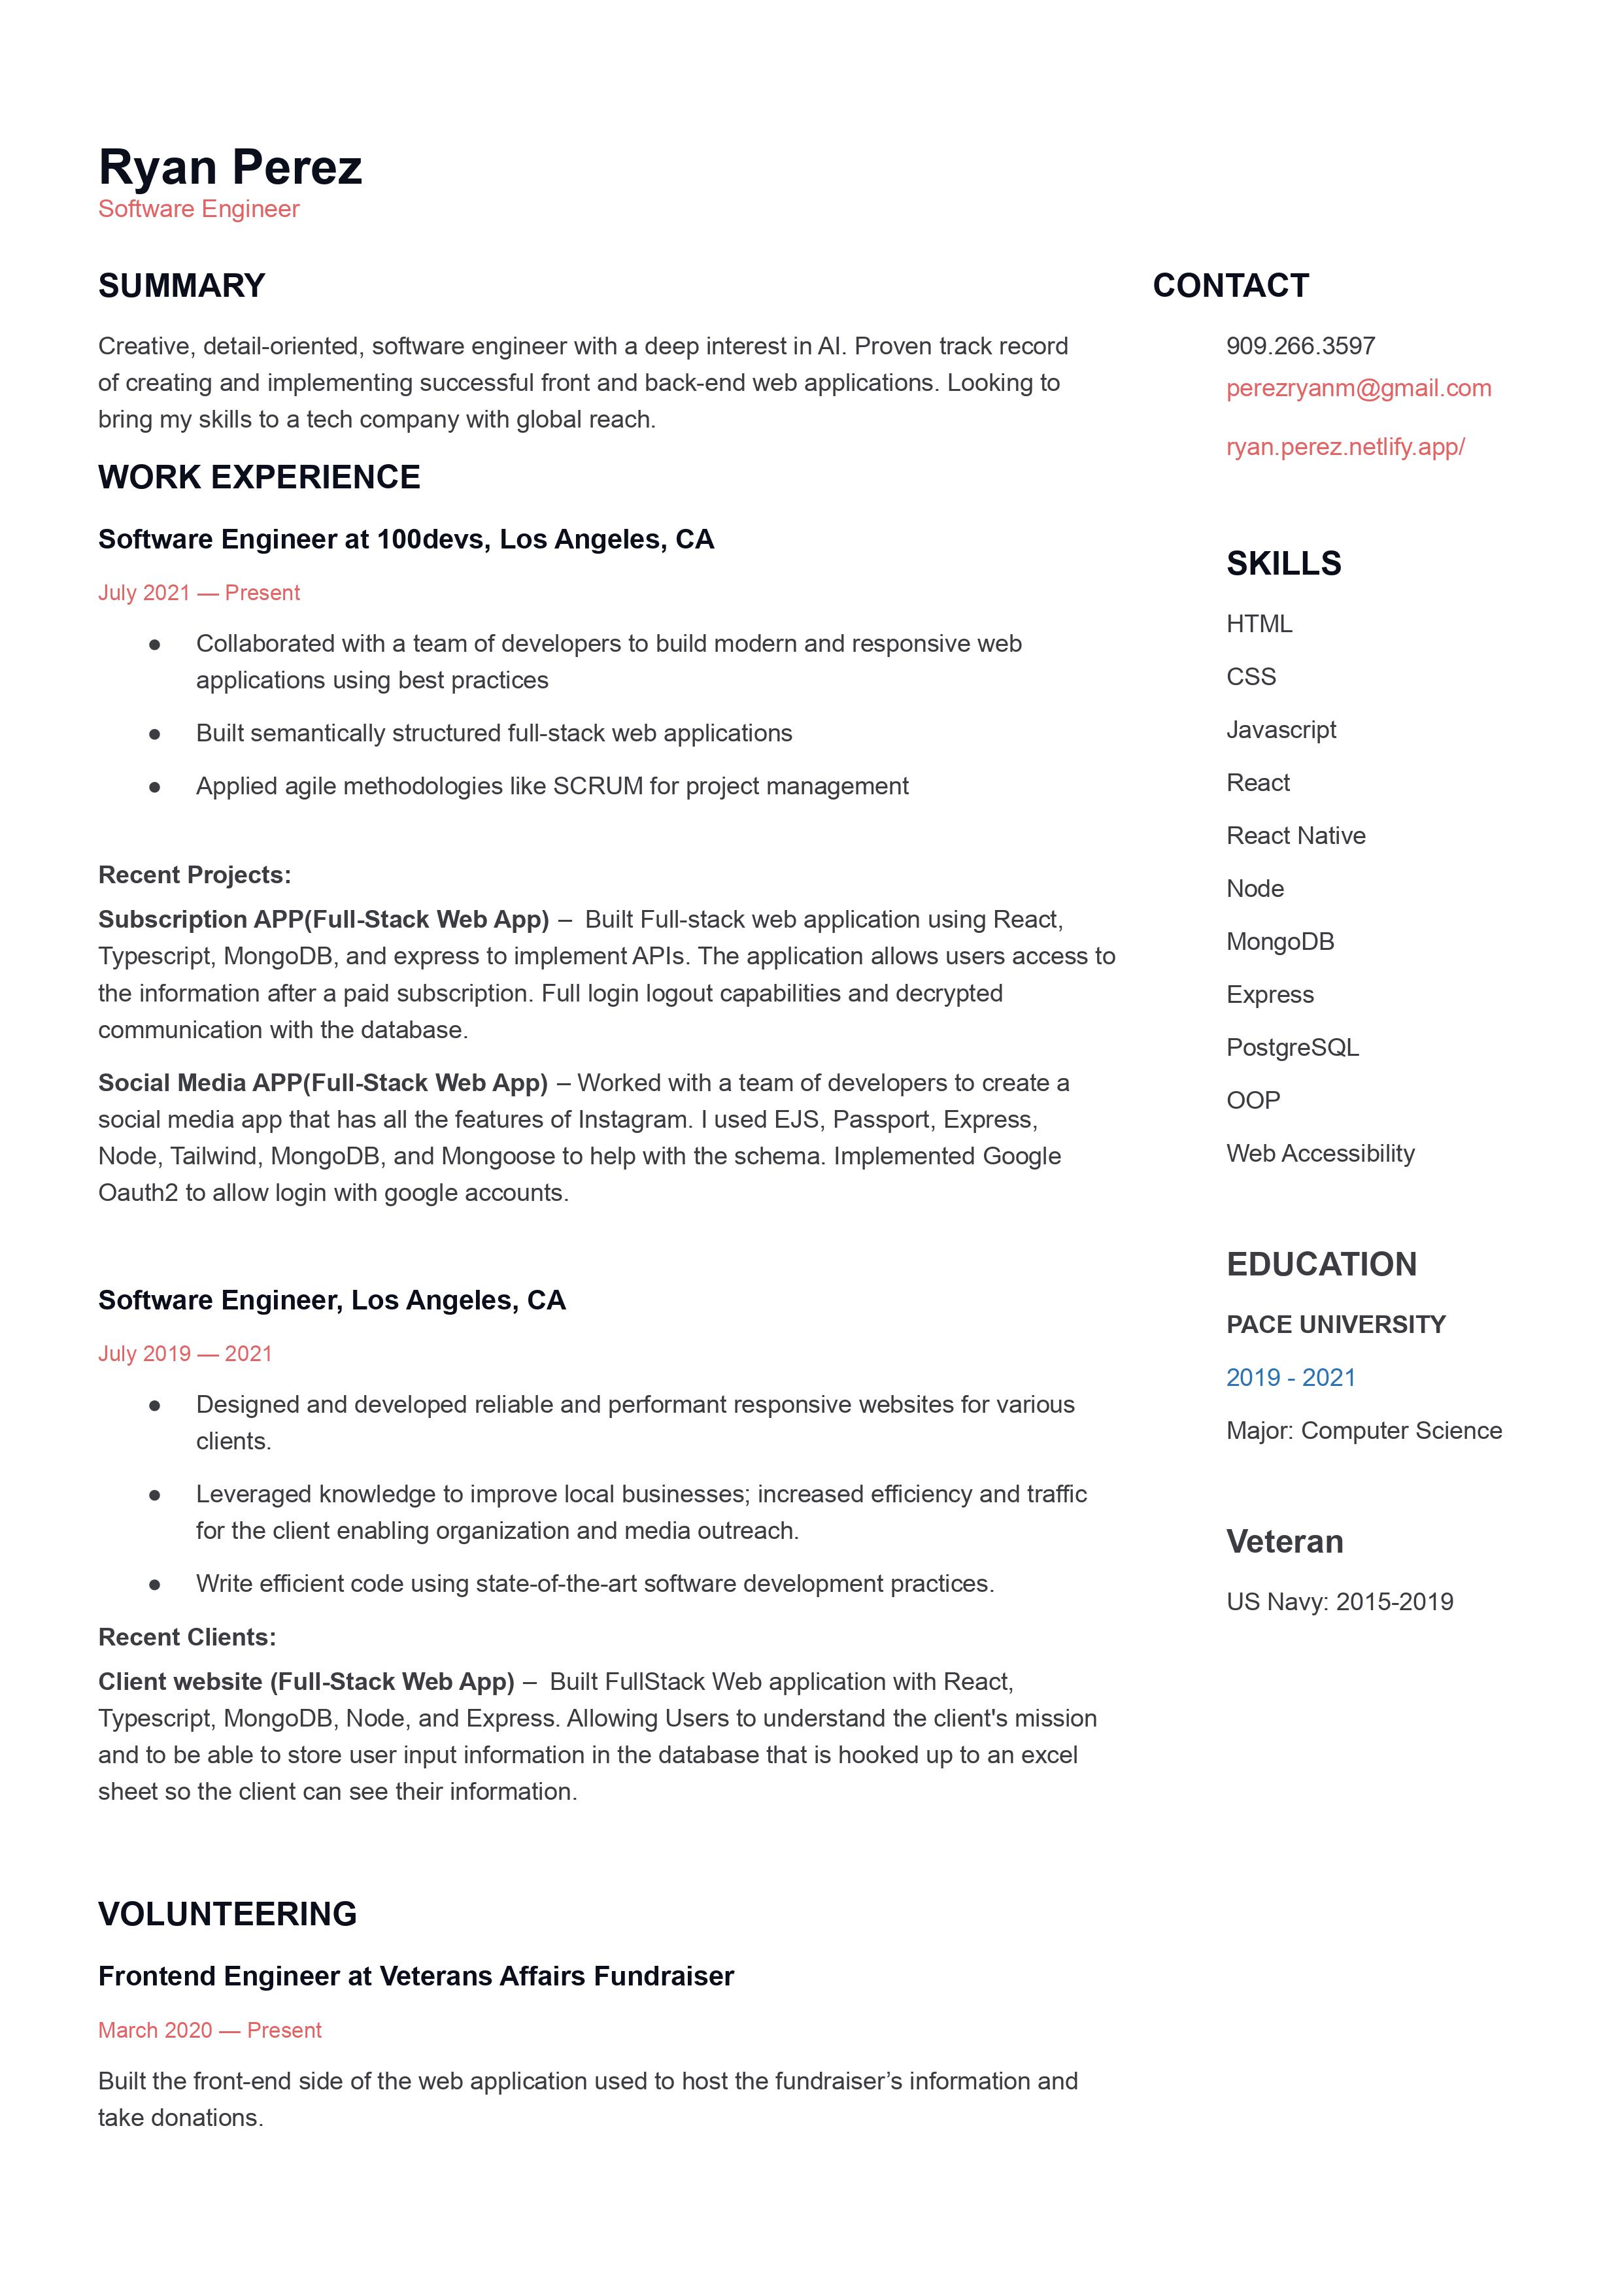 Ryan Perez
Software Engineer
SUMMARY
Creative, detail-oriented, software engineer with a deep interest in AI. Proven track record
of creating and implementing successful front and back-end web applications. Looking to
bring my skills to a tech company with global reach.
WORK EXPERIENCE
Software Engineer at 100devs, Los Angeles, CA
July 2021 — Present
● Collaborated with a team of developers to build modern and responsive web
applications using best practices
● Built semantically structured full-stack web applications
● Applied agile methodologies like SCRUM for project management
Recent Projects:
Subscription APP(Full-Stack Web App) – Built Full-stack web application using React,
Typescript, MongoDB, and express to implement APIs. The application allows users access to
the information after a paid subscription. Full login logout capabilities and decrypted
communication with the database.
Social Media APP(Full-Stack Web App) – Worked with a team of developers to create a
social media app that has all the features of Instagram. I used EJS, Passport, Express,
Node, Tailwind, MongoDB, and Mongoose to help with the schema. Implemented Google
Oauth2 to allow login with google accounts.
Software Engineer, Los Angeles, CA
July 2019 — 2021
● Designed and developed reliable and performant responsive websites for various
clients.
● Leveraged knowledge to improve local businesses; increased efficiency and traffic
for the client enabling organization and media outreach.
● Write efficient code using state-of-the-art software development practices.
Recent Clients:
Client website (Full-Stack Web App) – Built FullStack Web application with React,
Typescript, MongoDB, Node, and Express. Allowing Users to understand the client's mission
and to be able to store user input information in the database that is hooked up to an excel
sheet so the client can see their information.
VOLUNTEERING
Frontend Engineer at Veterans Affairs Fundraiser
March 2020 — Present
Built the front-end side of the web application used to host the fundraiser’s information and
take donations.
CONTACT
909.266.3597
perezryanm@gmail.com
ryan.perez.netlify.app/
SKILLS
HTML
CSS
Javascript
React
React Native
Node
MongoDB
Express
PostgreSQL
OOP
Web Accessibility
EDUCATION
PACE UNIVERSITY
2019 - 2021
Major: Computer Science
Veteran
US Navy: 2015-2019